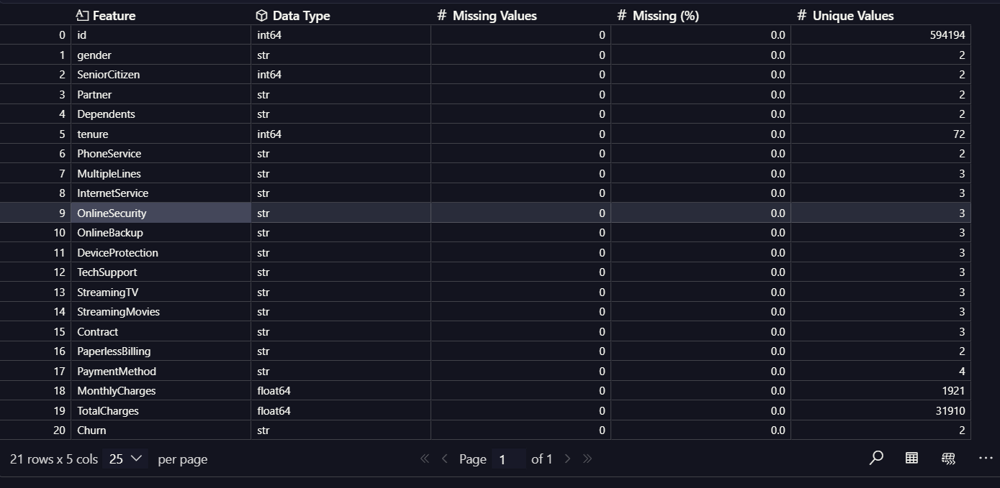 Feature Data Type # Missing Values # Missing (%) # Unique Values
0 id int64 0 0.0 594194
1 gender str 0 0.0 2
2 SeniorCitizen int64 0 0.0 2
3 Partner str 0 0.0 2
4 Dependents str 0 0.0 2
5 tenure int64 0 0.0 72
6 PhoneService str 0 0.0 2
7 MultipleLines str 0 0.0 3
8 InternetService str 0 0.0 3
9 OnlineSecurity str 0 0.0 3
10 OnlineBackup str 0 0.0 3
11 DeviceProtection str 0 0.0 3
12 TechSupport str 0 0.0 3
13 StreamingTV str 0 0.0 3
14 StreamingMovies str 0 0.0 3
15 Contract str 0 0.0 3
16 PaperlessBilling str 0 0.0 2
17 PaymentMethod str 0 0.0 4
18 MonthlyCharges float64 0 0.0 1921
19 TotalCharges float64 0 0.0 31910
20 Churn str 0 0.0 2
21 rows x 5 cols 25 per page « < Page 1 of 1 > » ...